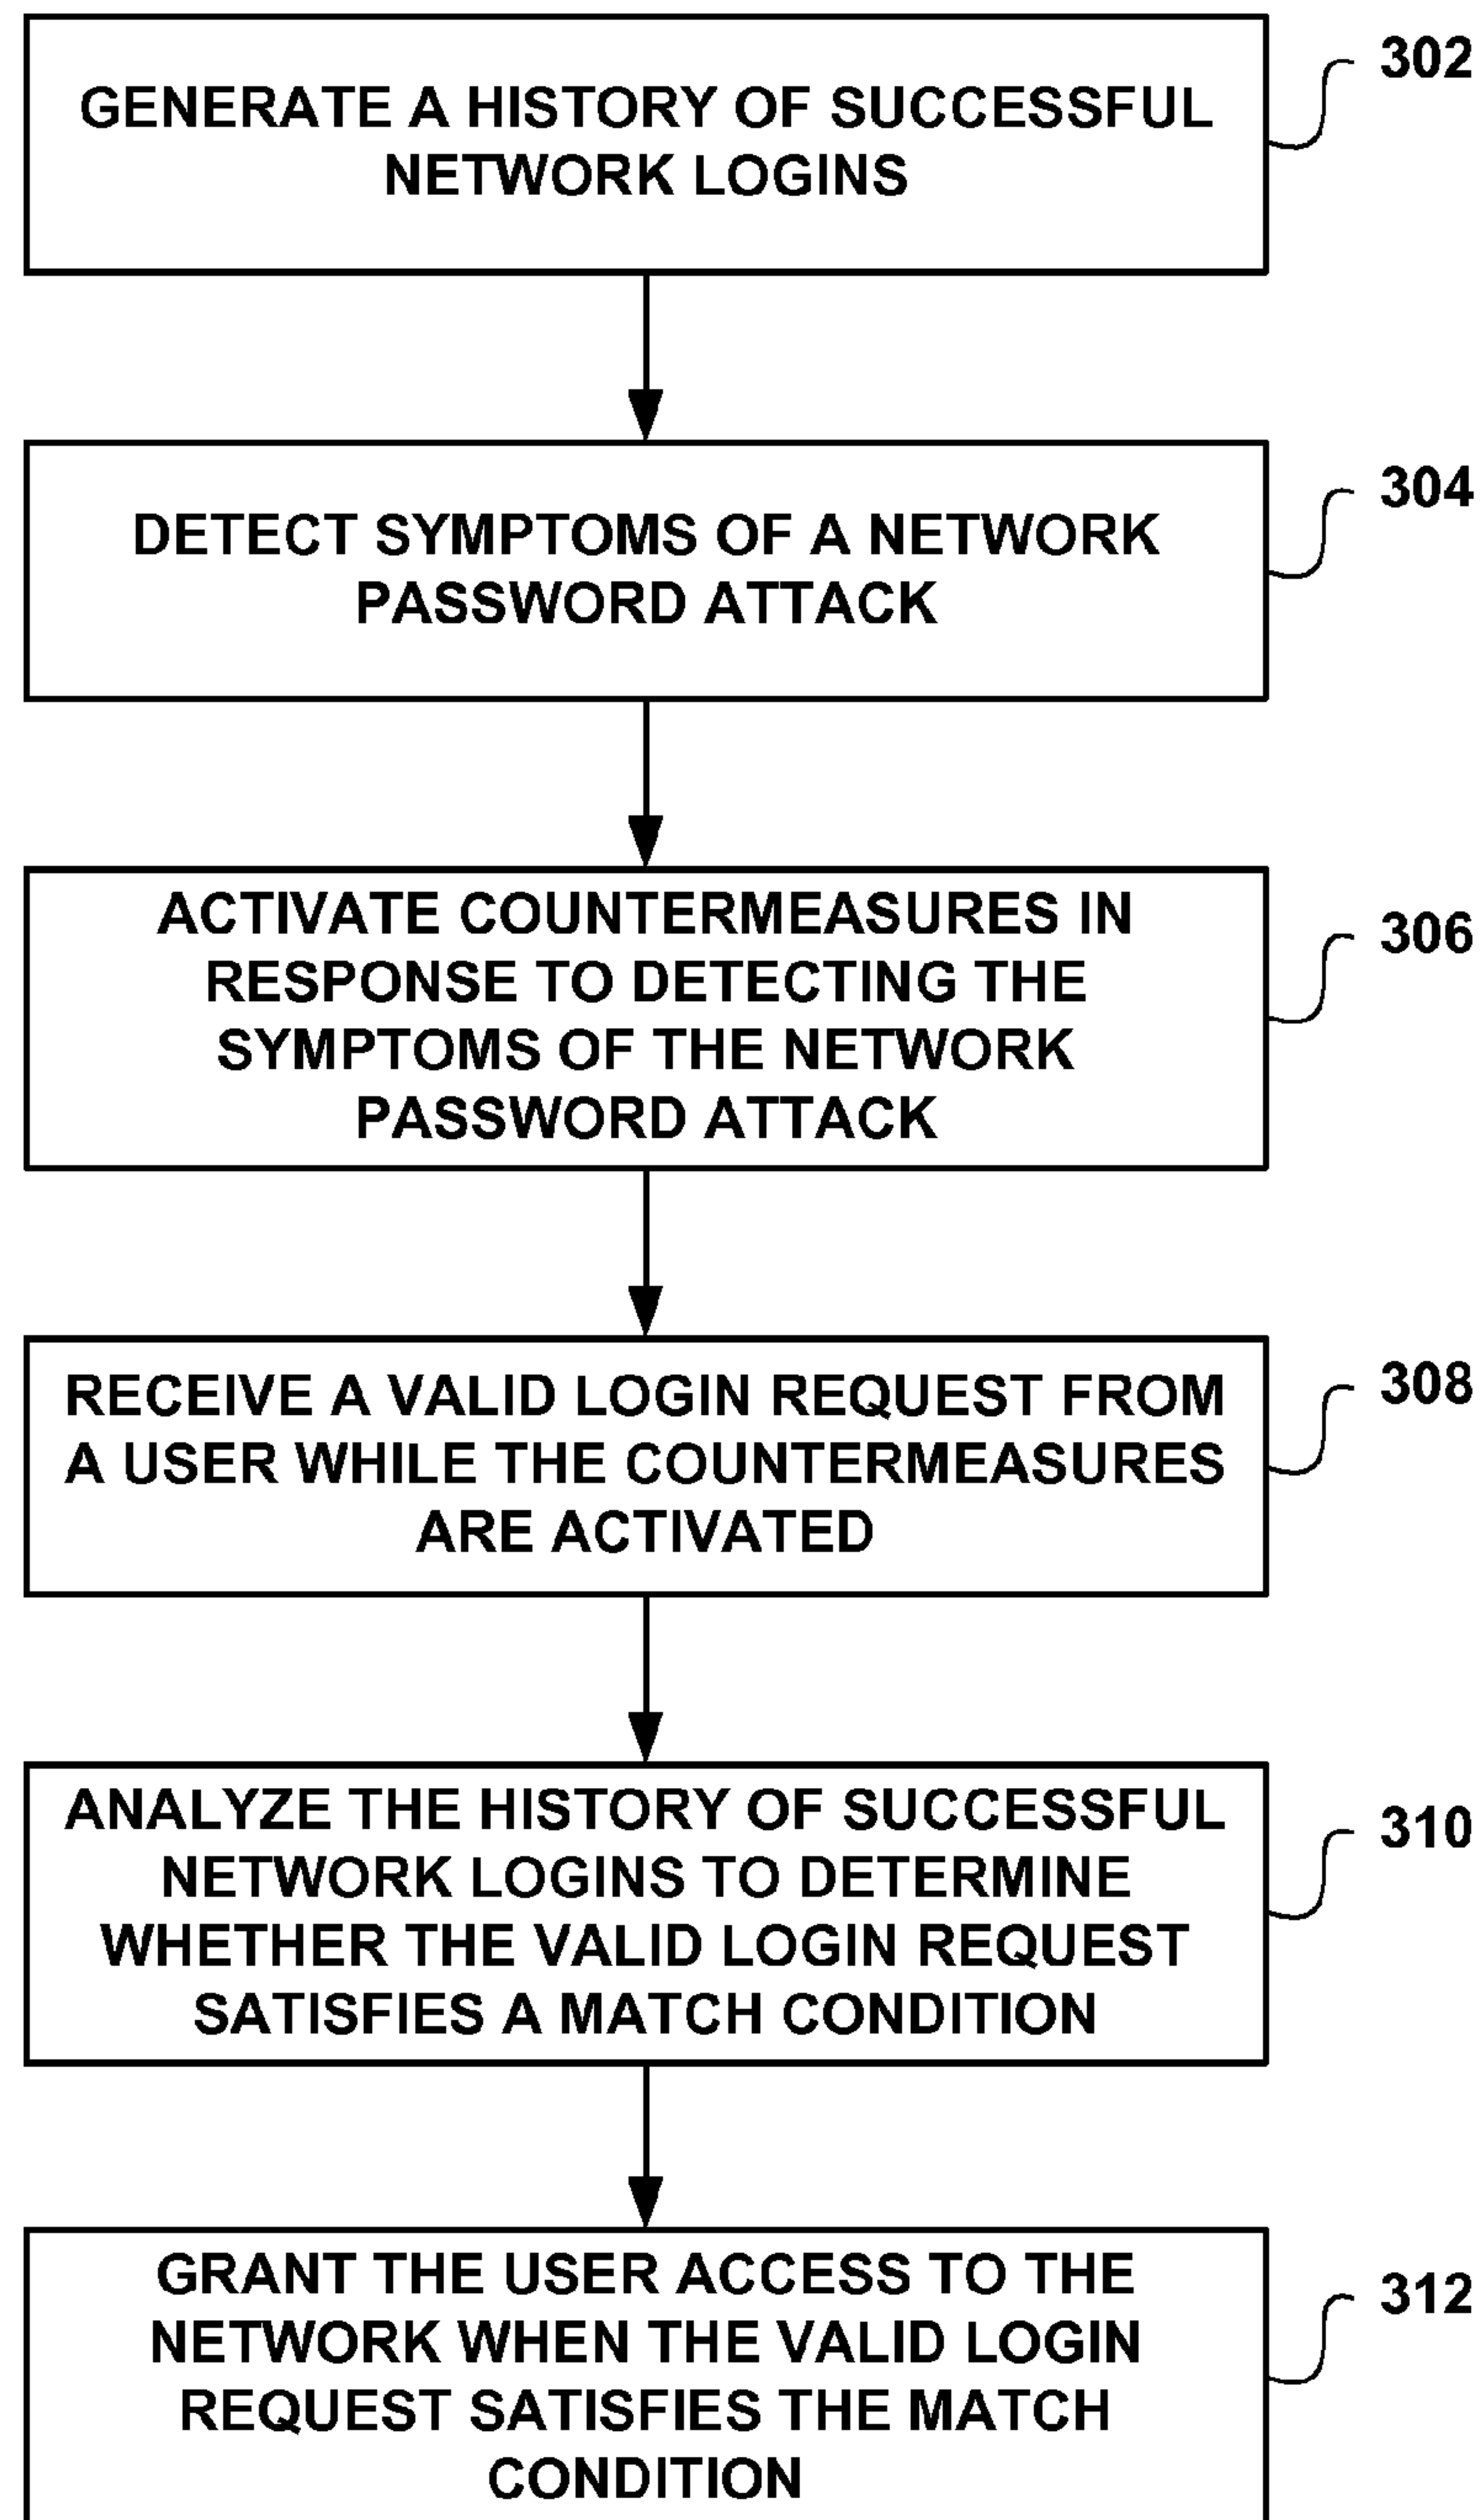 GENERATE A HISTORY OF SUCCESSFUL
NETWORK LOGINS
302
DETECT SYMPTOMS OF A NETWORK
PASSWORD ATTACK
304
ACTIVATE COUNTERMEASURES IN
RESPONSE TO DETECTING THE
SYMPTOMS OF THE NETWORK
PASSWORD ATTACK
306
RECEIVE A VALID LOGIN REQUEST FROM
A USER WHILE THE COUNTERMEASURES
ARE ACTIVATED
308
ANALYZE THE HISTORY OF SUCCESSFUL
NETWORK LOGINS TO DETERMINE
WHETHER THE VALID LOGIN REQUEST
SATISFIES A MATCH CONDITION
310
GRANT THE USER ACCESS TO THE
NETWORK WHEN THE VALID LOGIN
REQUEST SATISFIES THE MATCH
CONDITION
312